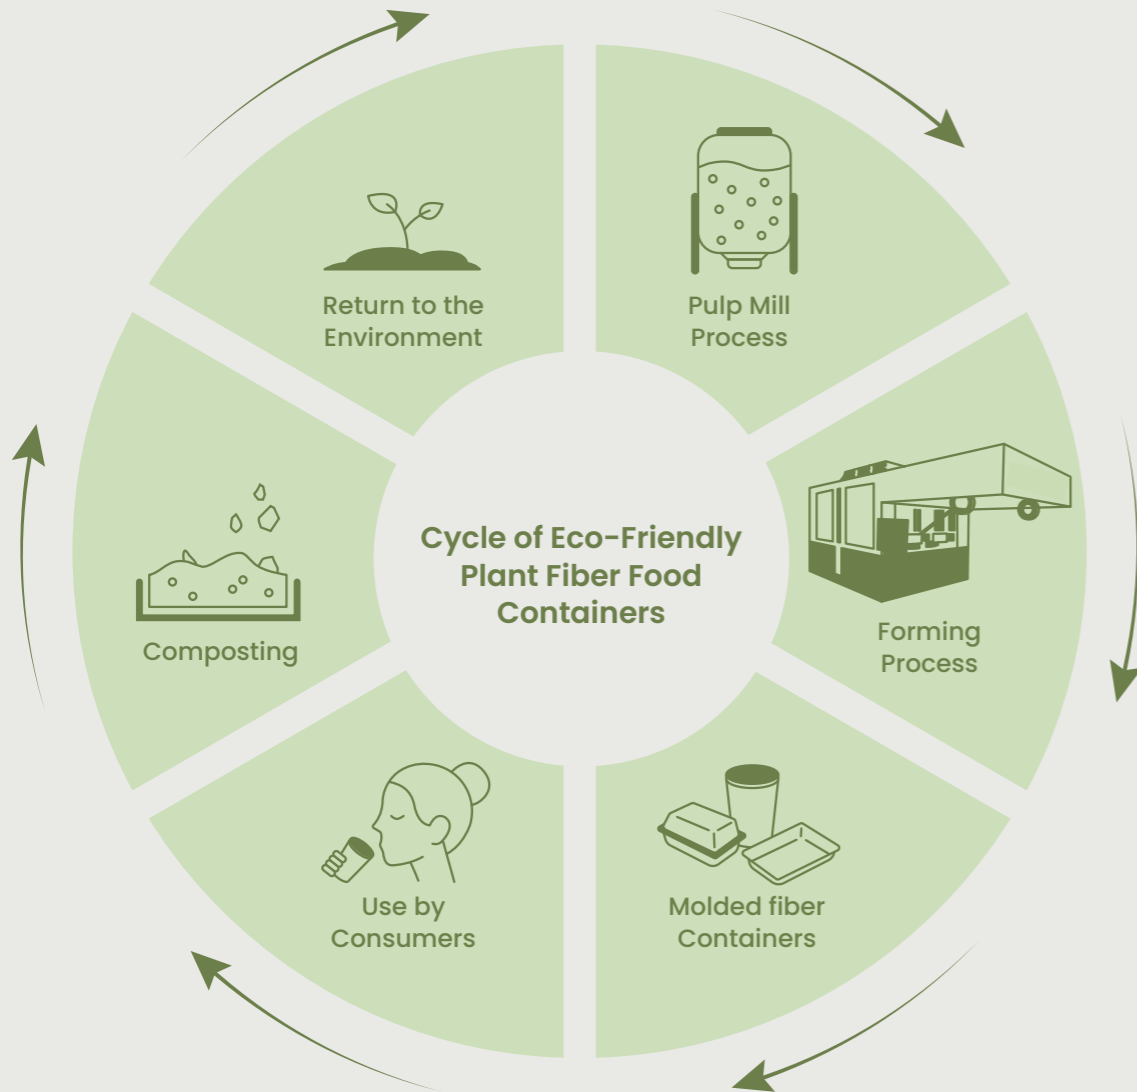 Return to the
Environment
Pulp Mill
Process
Cycle of Eco-Friendly
Plant Fiber Food
Containers
Forming
Process
Composting
Use by
Consumers
Molded fiber
Containers